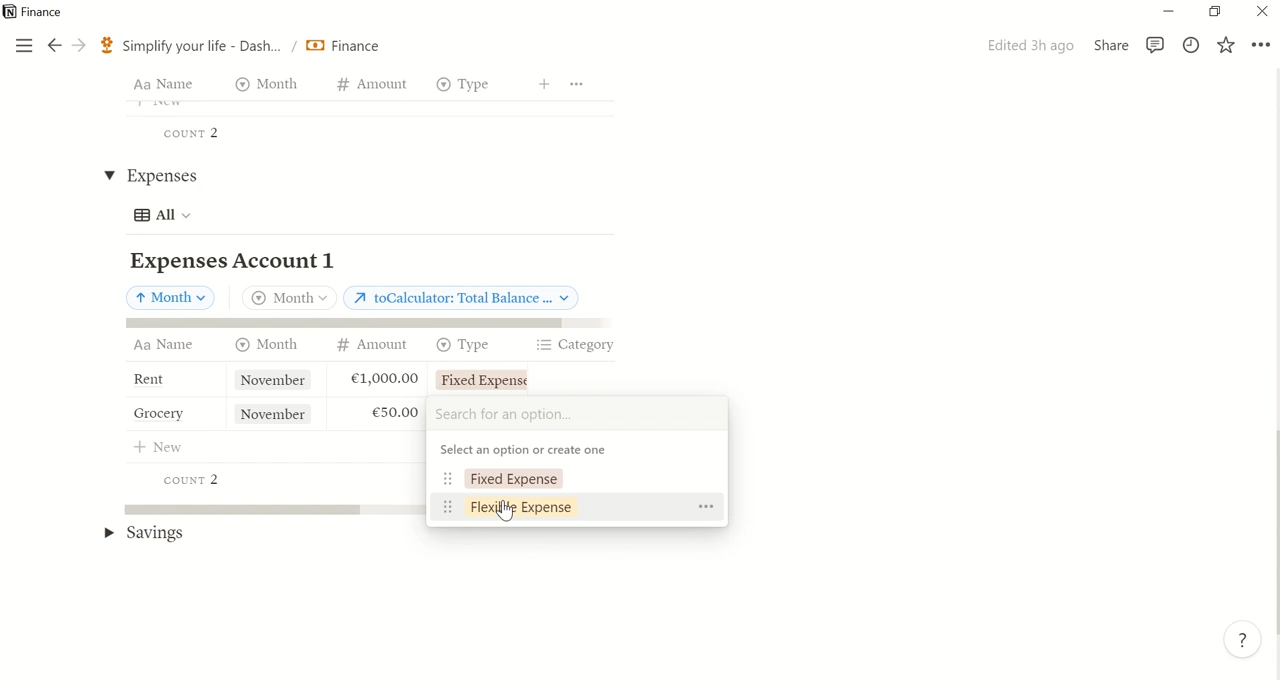 Finance
Simplify your life - Dash... / Finance
Edited 3h ago Share
Aa Name Month # Amount Type + ...
+ New
COUNT 2
Expenses
All
Expenses Account 1
↑ Month Month ↗ toCalculator: Total Balance ...
Aa Name Month # Amount Type Category
Rent November €1,000.00 Fixed Expense
Grocery November €50.00
Search for an option...
+ New
Select an option or create one
COUNT 2
Fixed Expense
Expense
Savings
?